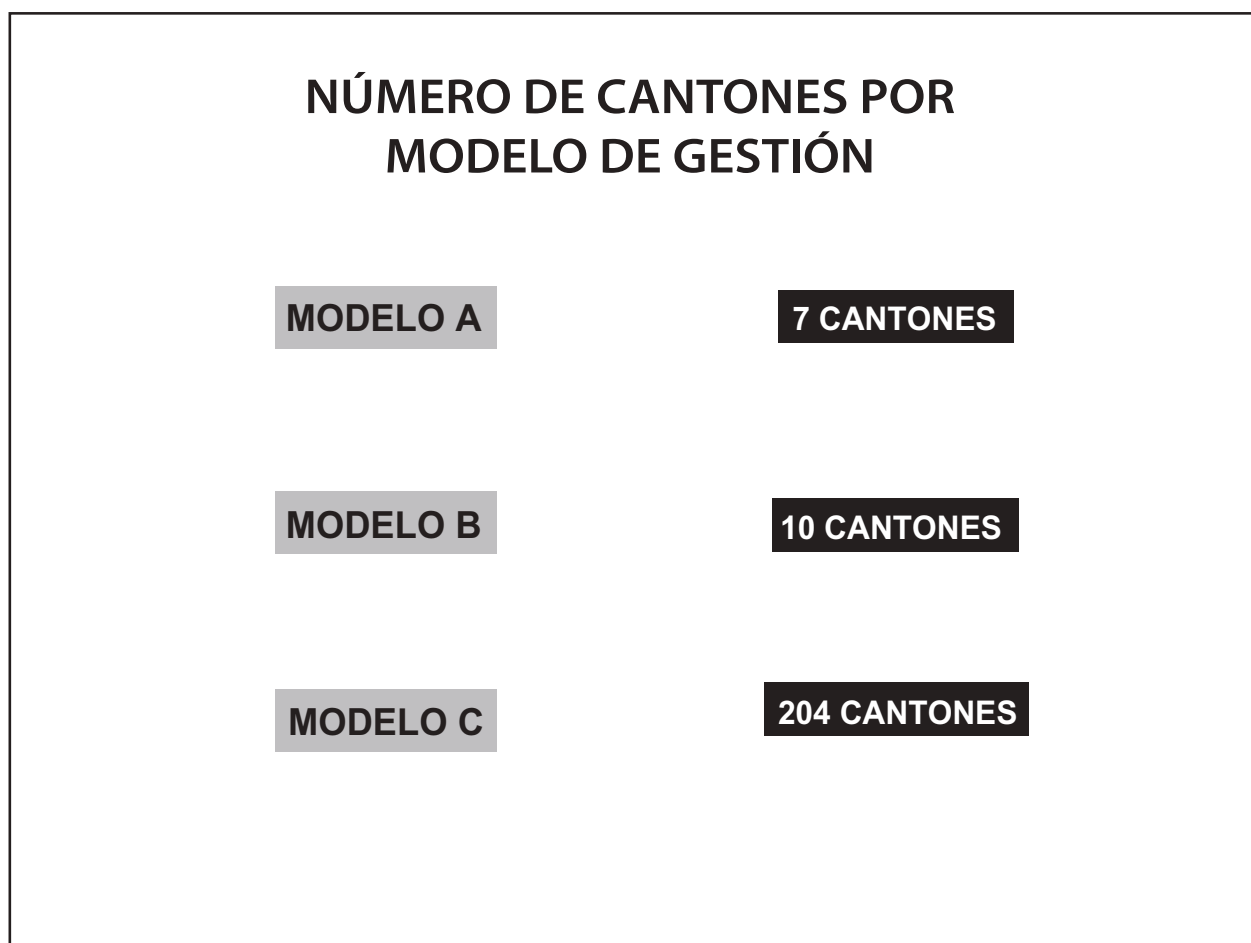 NÚMERO DE CANTONES POR
MODELO DE GESTIÓN
MODELO A
7 CANTONES
MODELO B
10 CANTONES
MODELO C
204 CANTONES